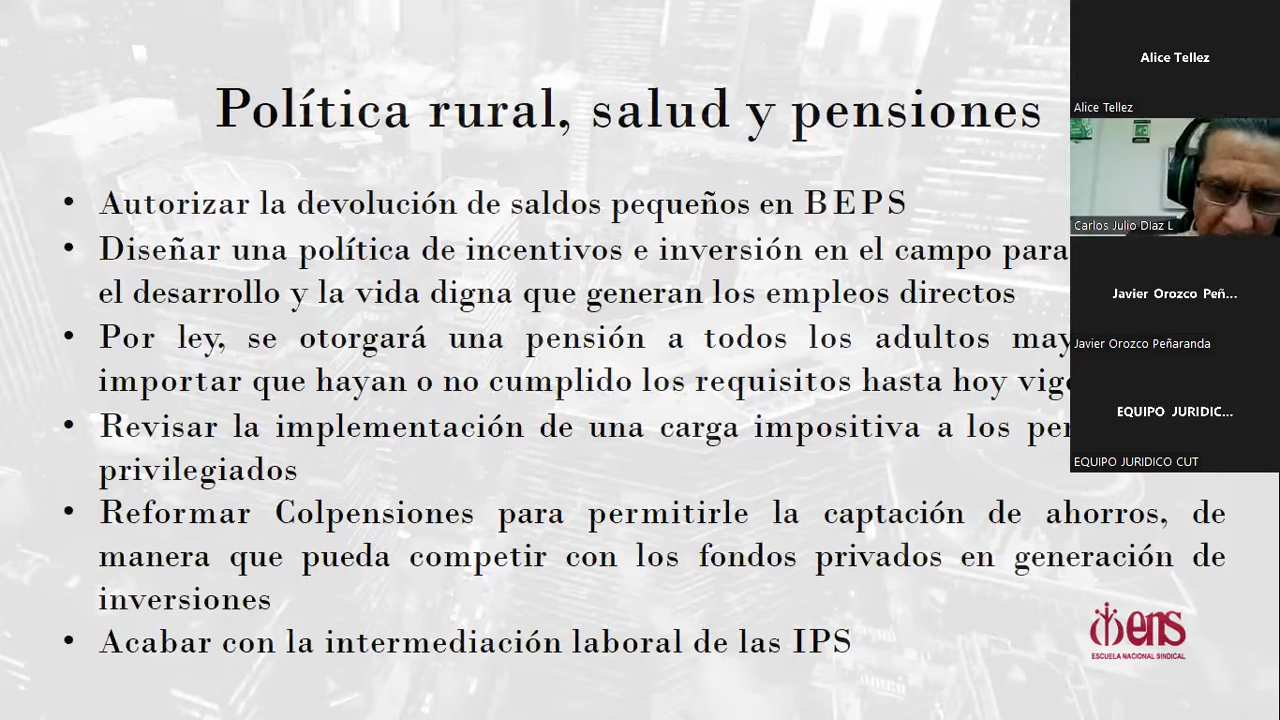 Política rural, salud y pensiones
• Autorizar la devolución de saldos pequeños en BEPS
• Diseñar una política de incentivos e inversión en el campo para
el desarrollo y la vida digna que generan los empleos directos
• Por ley, se otorgará una pensión a todos los adultos
importar que hayan o no cumplido los requisitos hasta hoy
• Revisar la implementación de una carga impositiva a los
privilegiados
• Reformar Colpensiones para permitirle la captación de ahorros, de
manera que pueda competir con los fondos privados en generación de
inversiones
• Acabar con la intermediación laboral de las IPS
ens
ESCUELA NACIONAL SINDICAL
Alice Tellez
Alice Tellez
Carlos Julio Diaz L
Javier Orozco Peñ...
Javier Orozco Peñaranda
EQUIPO JURIDIC...
EQUIPO JURIDICO CUT